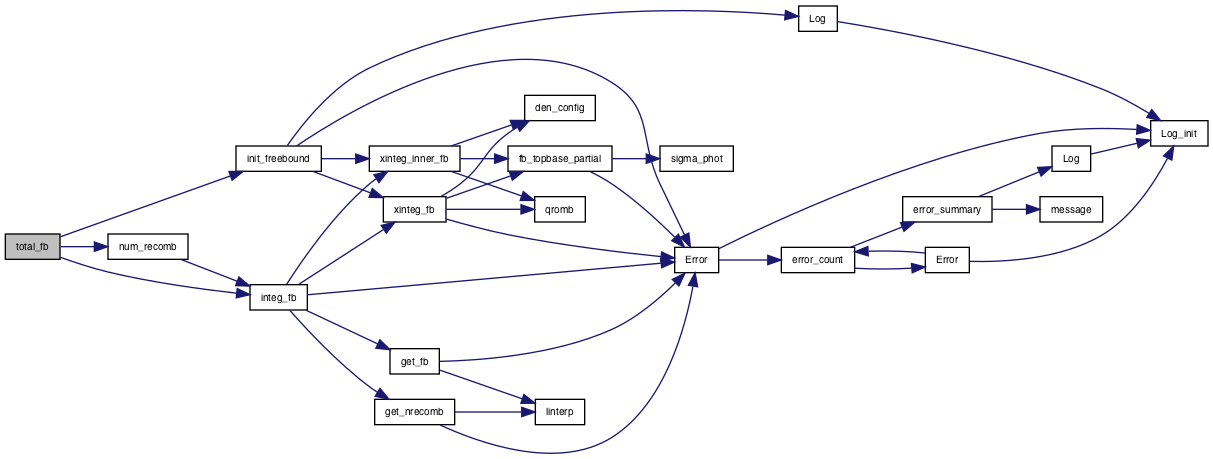 Log
den_config
Log_init
init_freebound
xinteg_inner_fb
fb_topbase_partial
sigma_phot
Log
xinteg_fb
qromb
error_summary
message
total_fb
num_recomb
Error
error_count
Error
integ_fb
get_fb
get_nrecomb
linterp